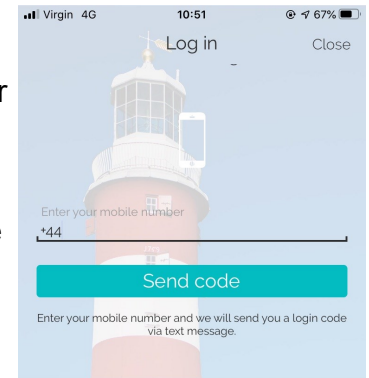 Virgin 4G 10:51 67%
Log in Close
r
e
Enter your mobile number
+44
Send code
Enter your mobile number and we will send you a login code
via text message.